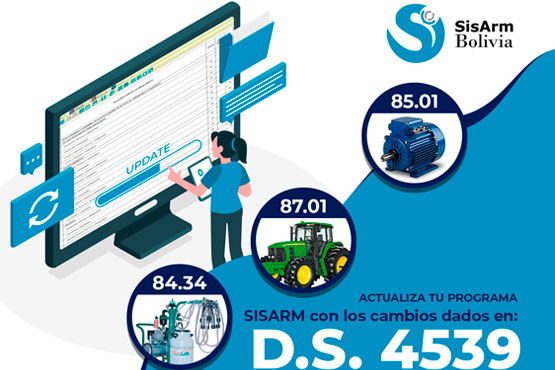 SisArm
Bolivia
85.01
UPDATE
87.01
84.34
ACTUALIZA TU PROGRAMA
SISARM con los cambios dados en:
D.S. 4539